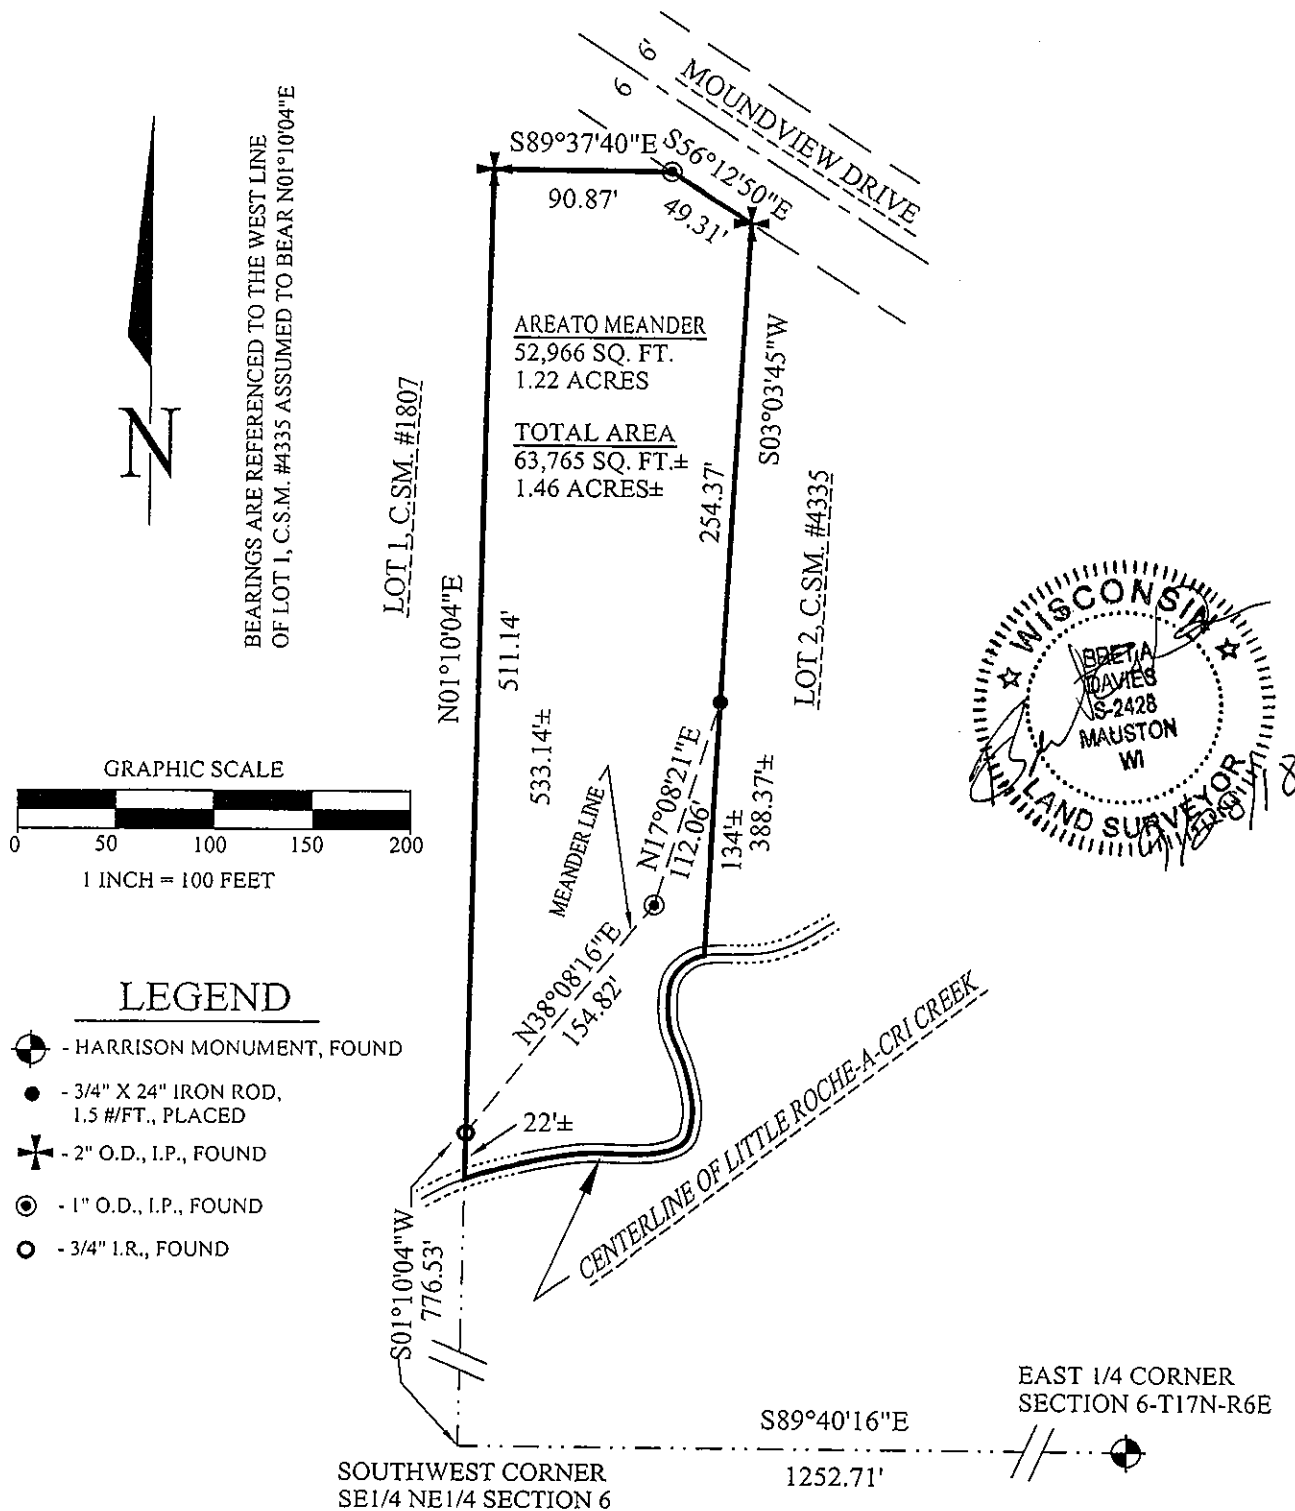 6'
6
MOUNDVIEW DRIVE
S89°37'40"E
S56°12'50"E
90.87'
49.31'
BEARINGS ARE REFERENCED TO THE WEST LINE
OF LOT 1, C.S.M. #4335 ASSUMED TO BEAR N01°10'04"E
N
AREATO MEANDER
52,966 SQ. FT.
1.22 ACRES
TOTAL AREA
63,765 SQ. FT.±
1.46 ACRES±
LOT 1, C.SM. #1807
N01°10'04"E
511.14'
533.14'±
S03°03'45"W
254.37'
LOT 2, C.SM. #4335
WISCONSIN
BRET A
DAVIES
S-2428
MAUSTON
WI
LAND SURVEYOR
GRAPHIC SCALE
0 50 100 150 200
1 INCH = 100 FEET
MEANDER LINE
N17°08'21"E
112.06'
134'±
388.37'±
N38°08'16"E
154.82'
22'±
CENTERLINE OF LITTLE ROCHE-A-CRI CREEK
LEGEND
- HARRISON MONUMENT, FOUND
- 3/4" X 24" IRON ROD,
1.5 #/FT., PLACED
- 2" O.D., I.P., FOUND
- 1" O.D., I.P., FOUND
- 3/4" I.R., FOUND
S01°10'04"W
776.53'
EAST 1/4 CORNER
SECTION 6-T17N-R6E
S89°40'16"E
1252.71'
SOUTHWEST CORNER
SE1/4 NE1/4 SECTION 6